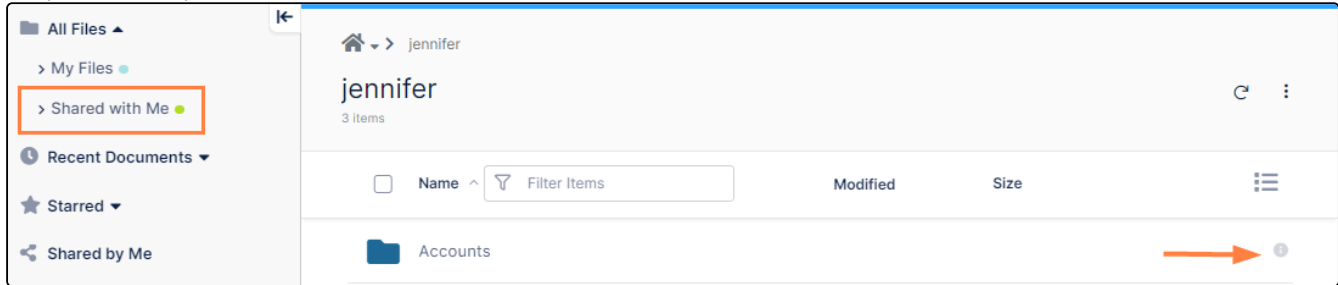 All Files
My Files
Shared with Me
Recent Documents
Starred
Shared by Me
jennifer
jennifer
3 items
Name Filter Items Modified Size
Accounts